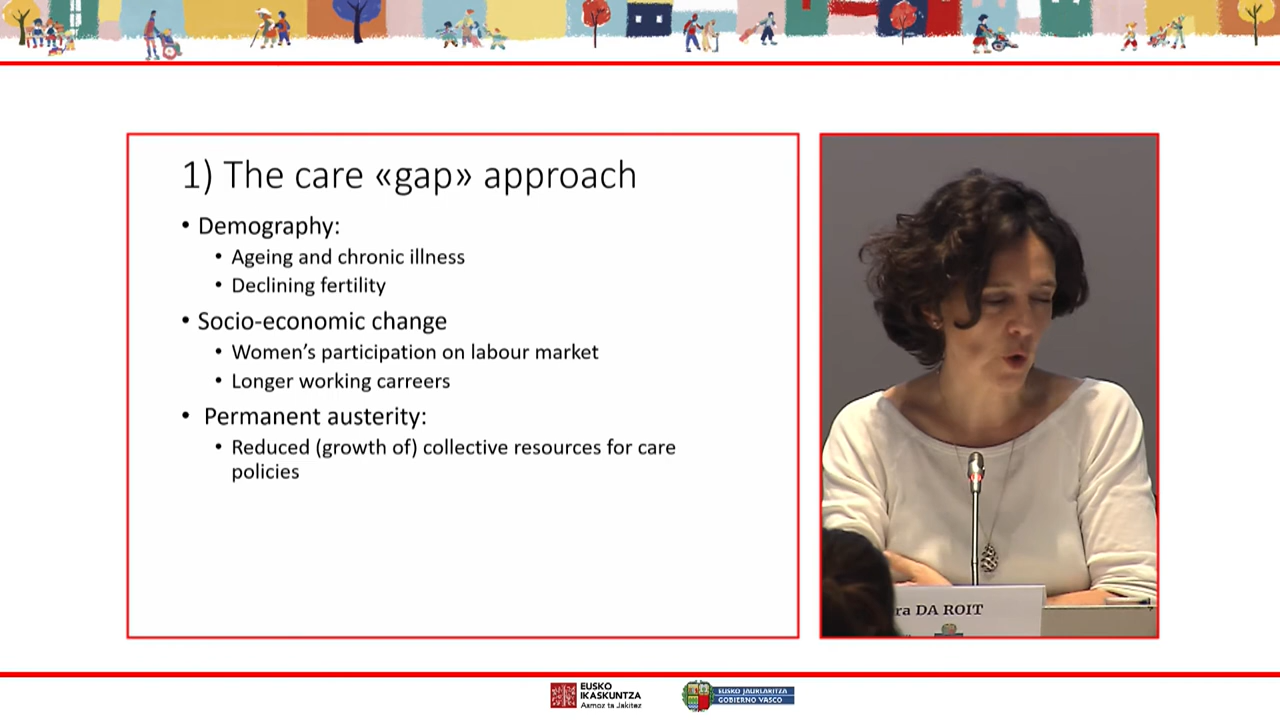 1) The care «gap» approach
• Demography:
• Ageing and chronic illness
• Declining fertility
• Socio-economic change
• Women's participation on labour market
• Longer working carreers
• Permanent austerity:
• Reduced (growth of) collective resources for care
policies
ra DA ROIT
EUSKO
IKASKUNTZA
Asmoz ta Jakitez
EUSKO JAURLARITZA
GOBIERNO VASCO